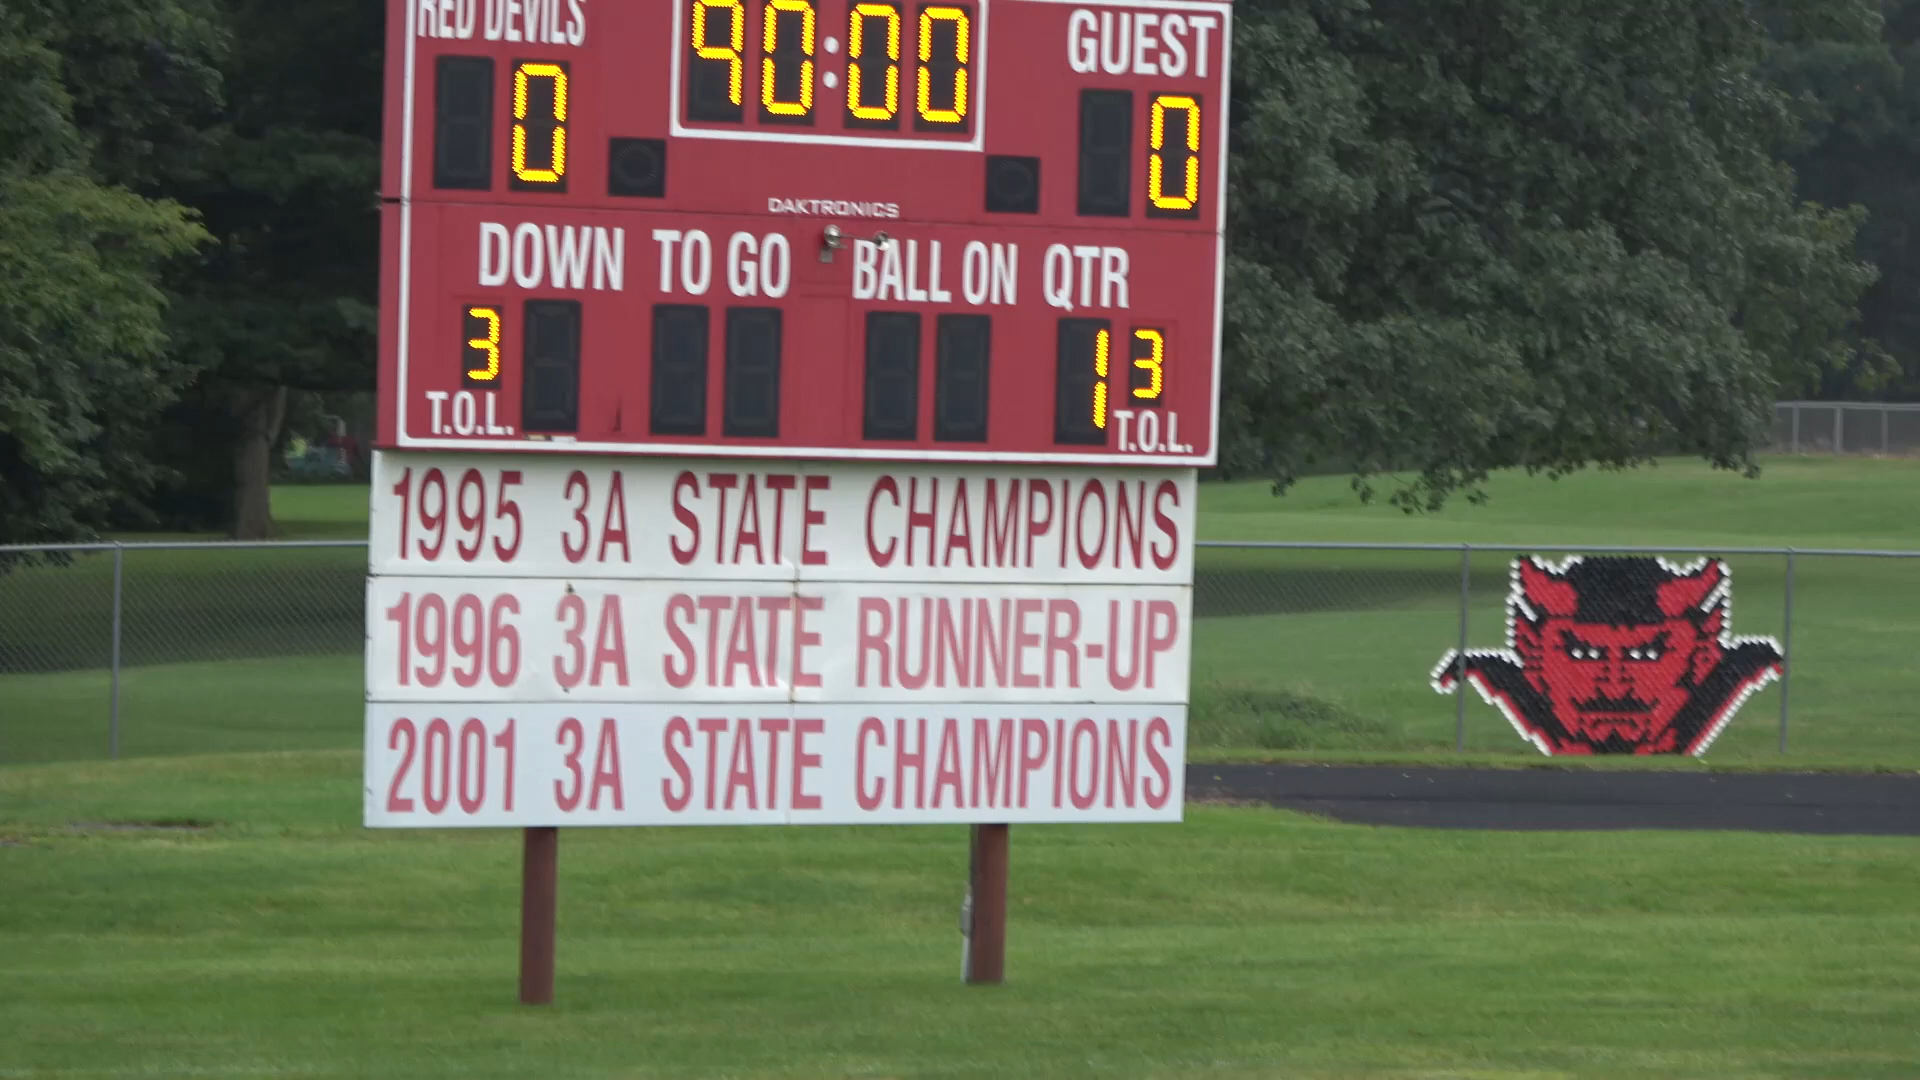 RED DEVILS 90:00 GUEST
0 0
DAKTRONICS
DOWN TO GO BALL ON QTR
3 1 3
T.O.L. T.O.L.
1995 3A STATE CHAMPIONS
1996 3A STATE RUNNER-UP
2001 3A STATE CHAMPIONS